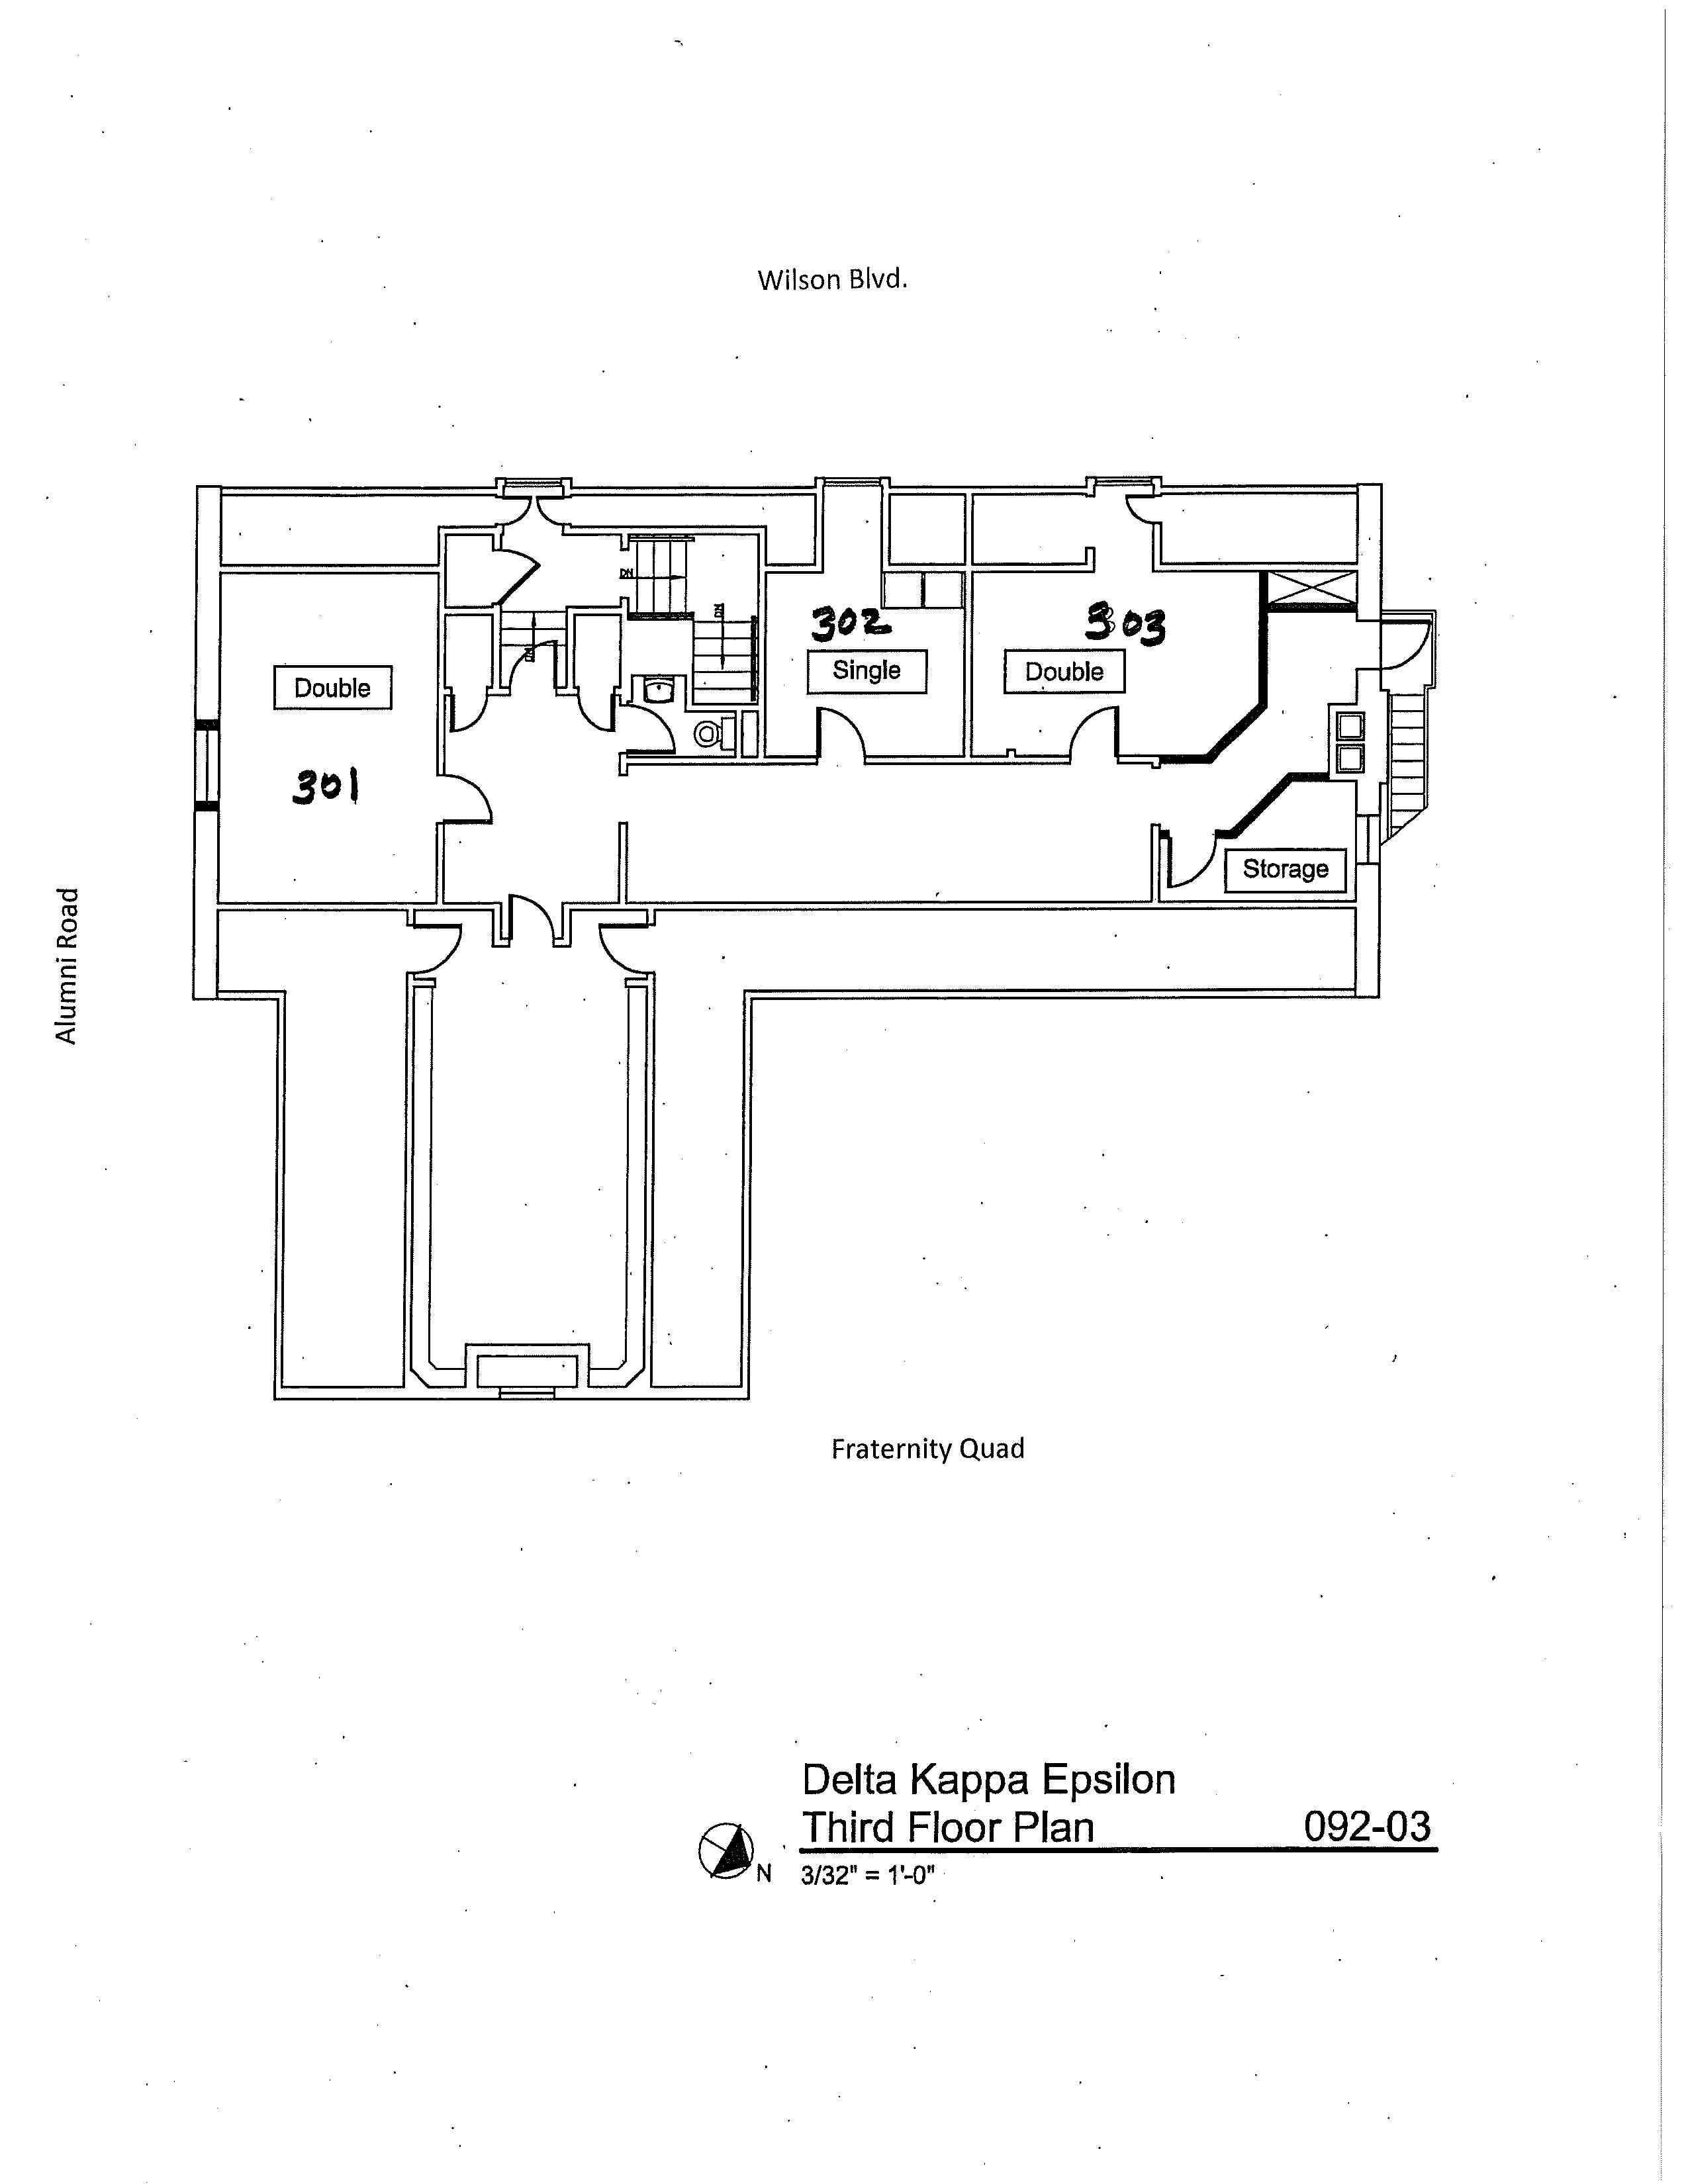 Wilson Blvd.
DN
DN
DN
302
303
Single
Double
Double
301
Storage
Alumni Road
Fraternity Quad
Delta Kappa Epsilon
Third Floor Plan 092-03
N 3/32" = 1'-0"